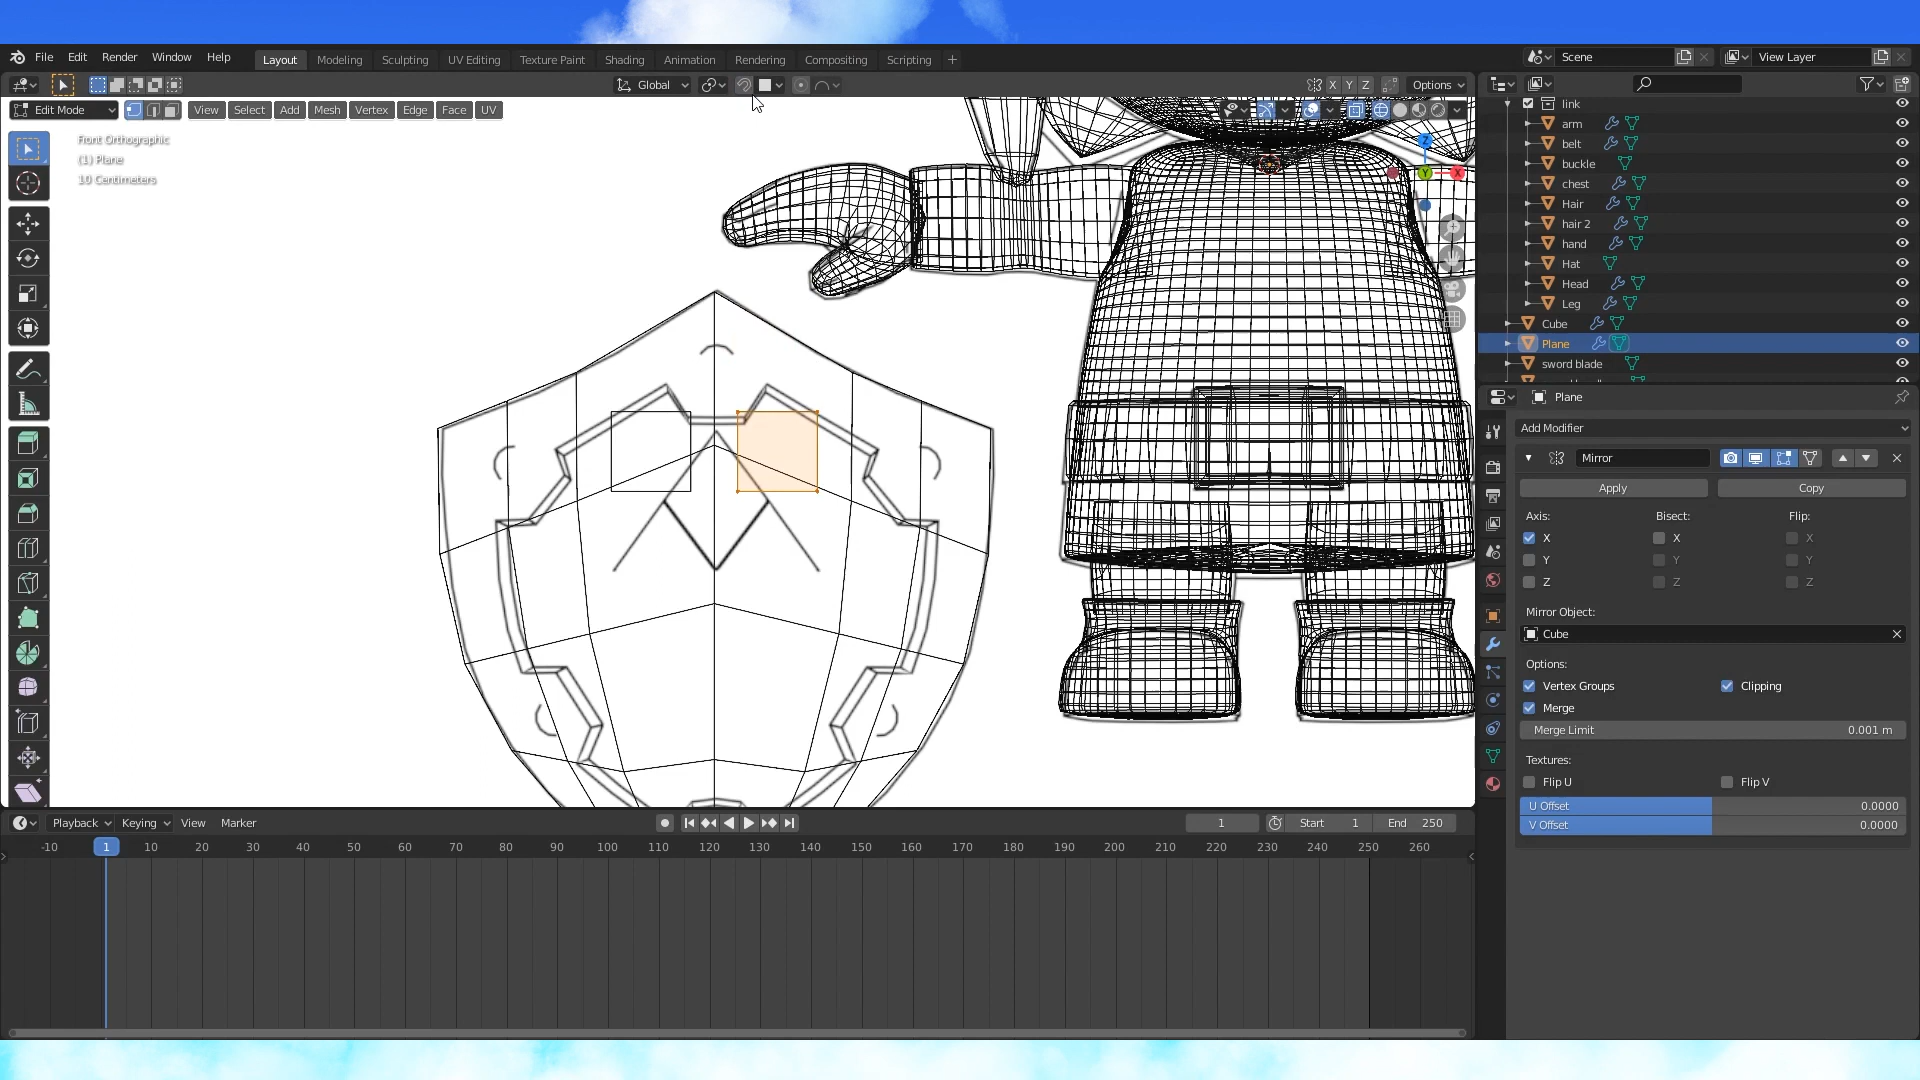 File Edit Render Window Help Layout Modeling Sculpting UV Editing Texture Paint Shading Animation Rendering Compositing Scripting + Scene View Layer
Global X Y Z Options
Edit Mode View Select Add Mesh Vertex Edge Face UV
Front Orthographic
(1) Plane
10 Centimeters
Z
Y
X
link
arm
belt
buckle
chest
Hair
hair 2
hand
Hat
Head
Leg
Cube
Plane
sword blade
Plane
Add Modifier
Mirror
Apply Copy
Axis: Bisect: Flip:
X X X
Y Y Y
Z Z Z
Mirror Object:
Cube
Options:
Vertex Groups Clipping
Merge
Merge Limit 0.001 m
Textures:
Flip U Flip V
U Offset 0.0000
V Offset 0.0000
Playback Keying View Marker 1 Start 1 End 250
-10 1 10 20 30 40 50 60 70 80 90 100 110 120 130 140 150 160 170 180 190 200 210 220 230 240 250 260